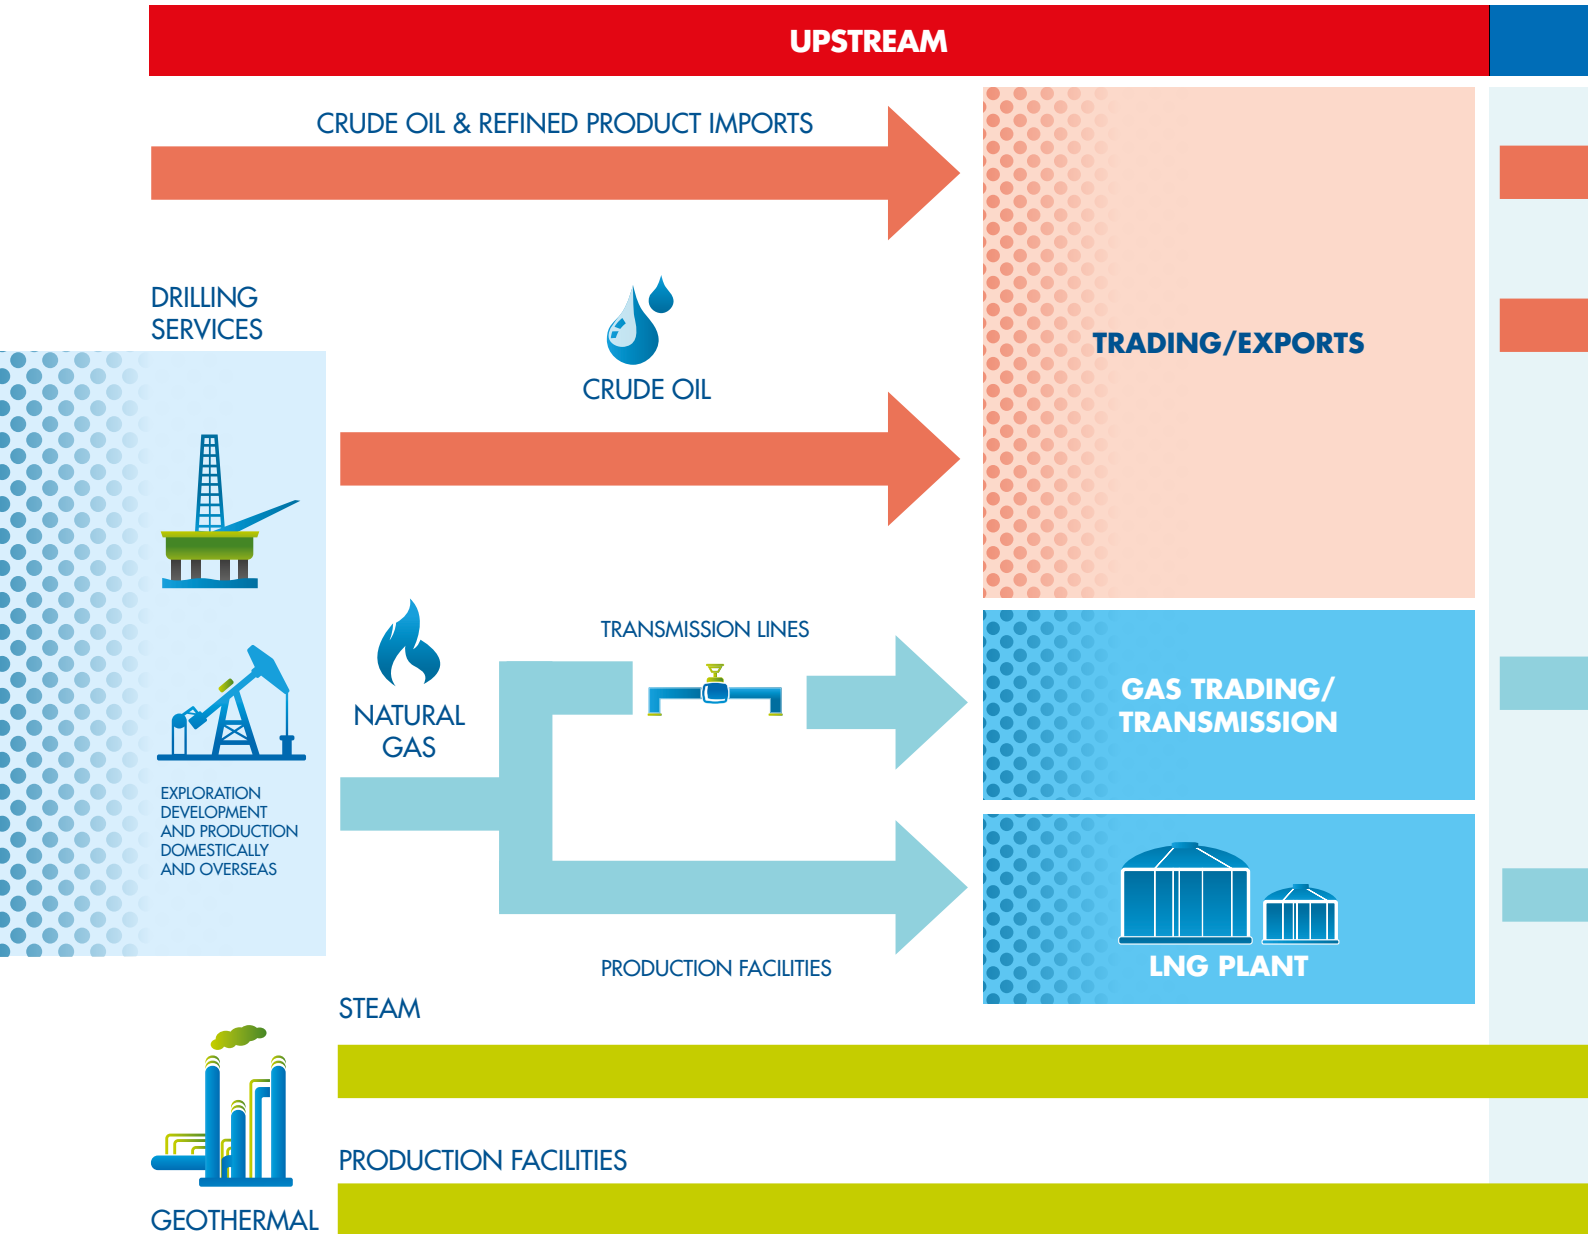 UPSTREAM
CRUDE OIL & REFINED PRODUCT IMPORTS
DRILLING
SERVICES
CRUDE OIL
TRADING/EXPORTS
TRANSMISSION LINES
NATURAL
GAS
GAS TRADING/
TRANSMISSION
EXPLORATION
DEVELOPMENT
AND PRODUCTION
DOMESTICALLY
AND OVERSEAS
LNG PLANT
PRODUCTION FACILITIES
STEAM
PRODUCTION FACILITIES
GEOTHERMAL